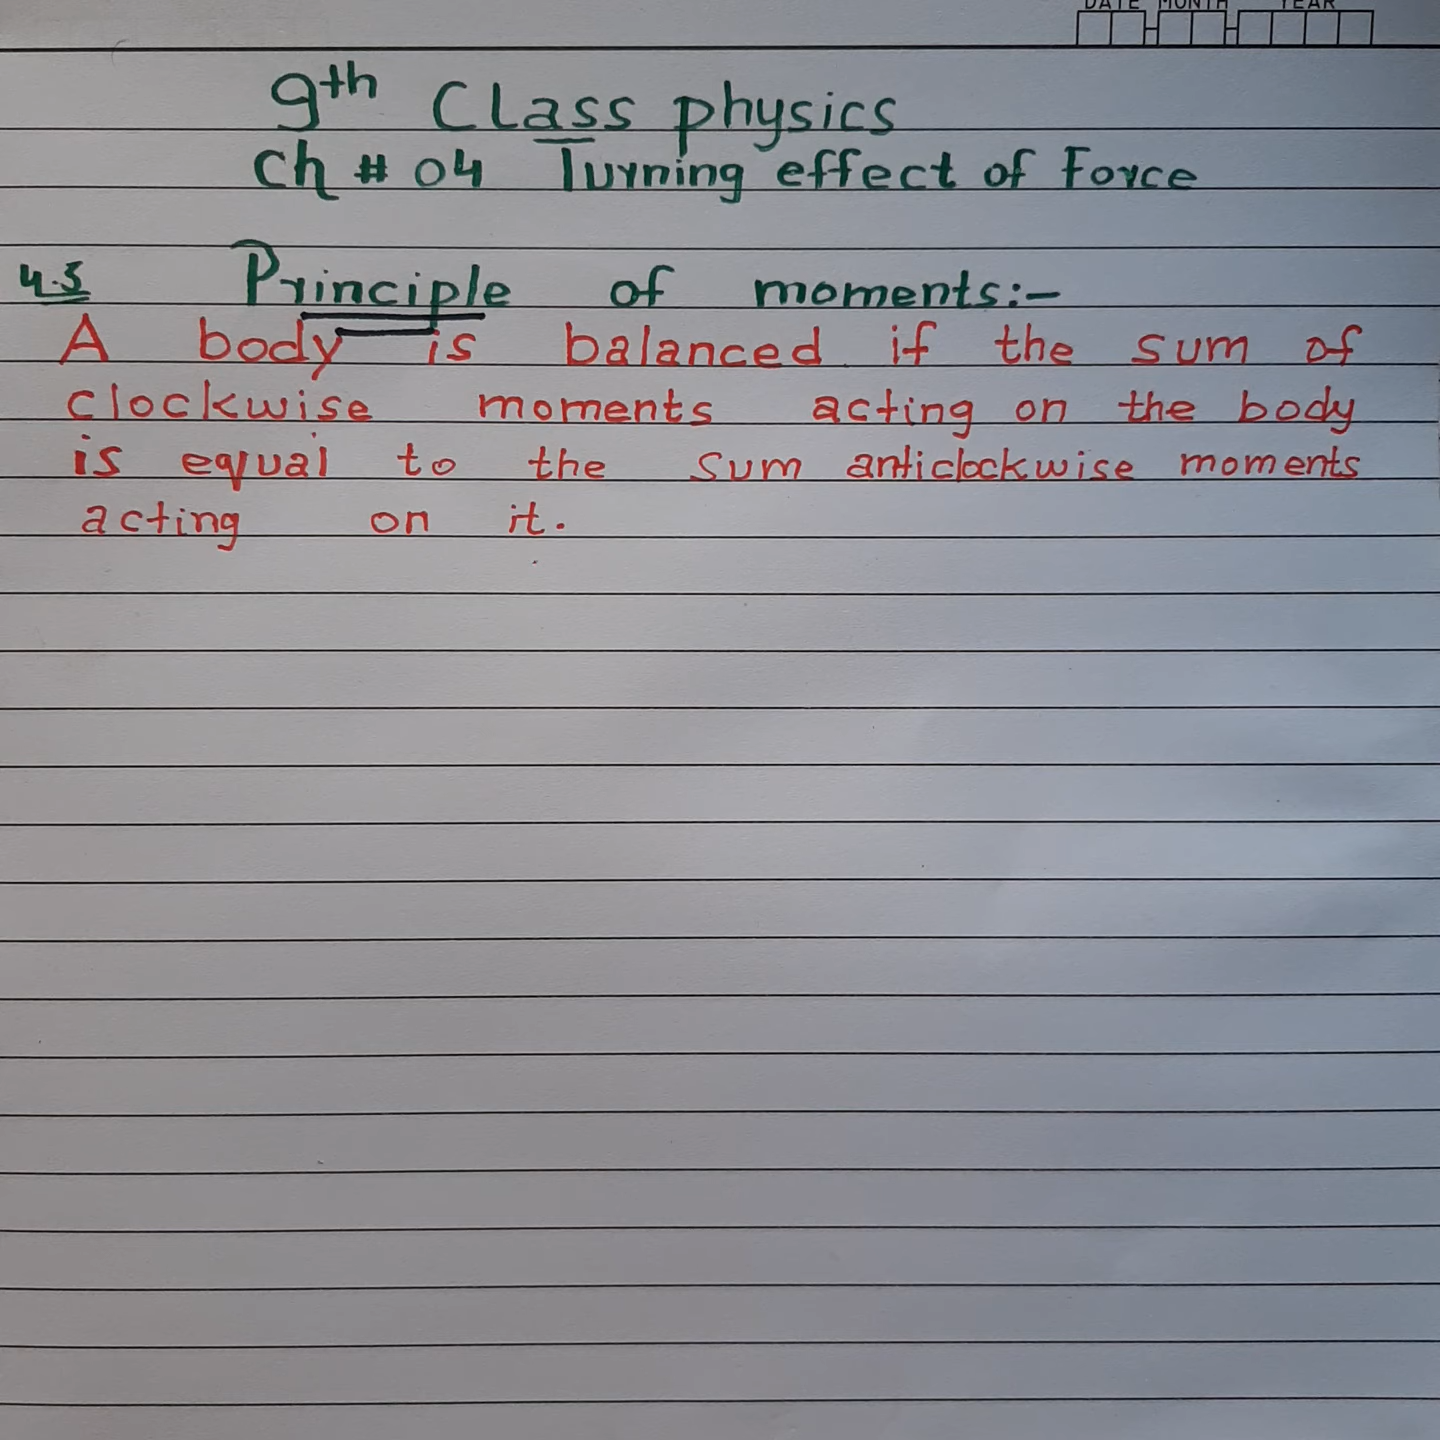 DATE MONTH YEAR
9th Class physics
Ch # 04 Turning effect of Force
4.5 Principle of moments:-
A body is balanced if the sum of
clockwise moments acting on the body
is equal to the sum anticlockwise moments
acting on it.